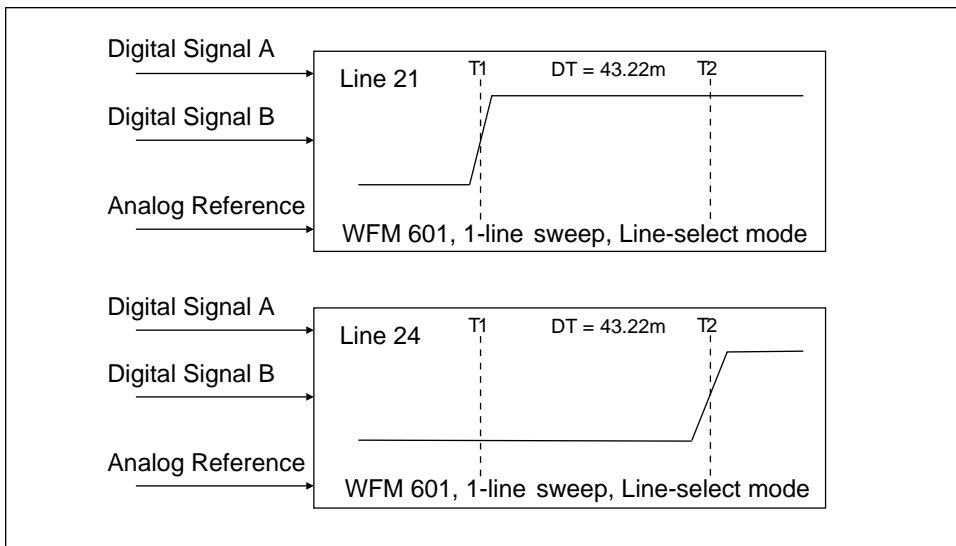 Digital Signal A
Line 21
T1
DT = 43.22m
T2
Digital Signal B
Analog Reference
WFM 601, 1-line sweep, Line-select mode
Digital Signal A
Line 24
T1
DT = 43.22m
T2
Digital Signal B
Analog Reference
WFM 601, 1-line sweep, Line-select mode